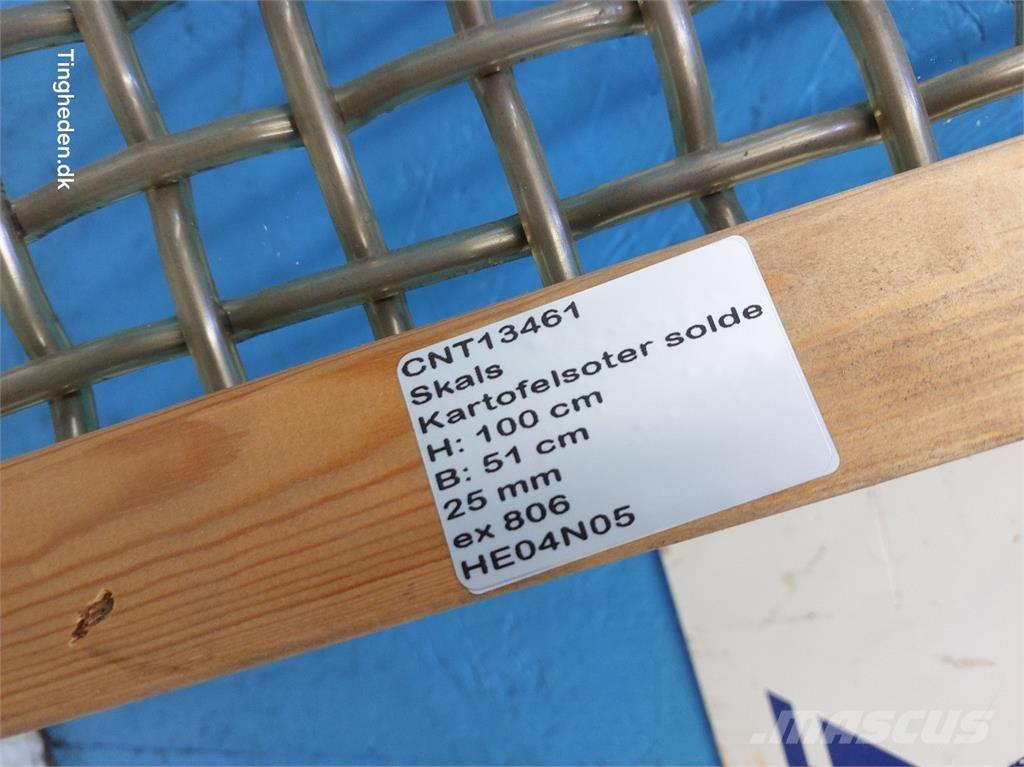 Tingheden.dk
CNT13461
Skals
Kartofelsoter solde
H: 100 cm
B: 51 cm
25 mm
ex 806
HE04N05
MASCUS